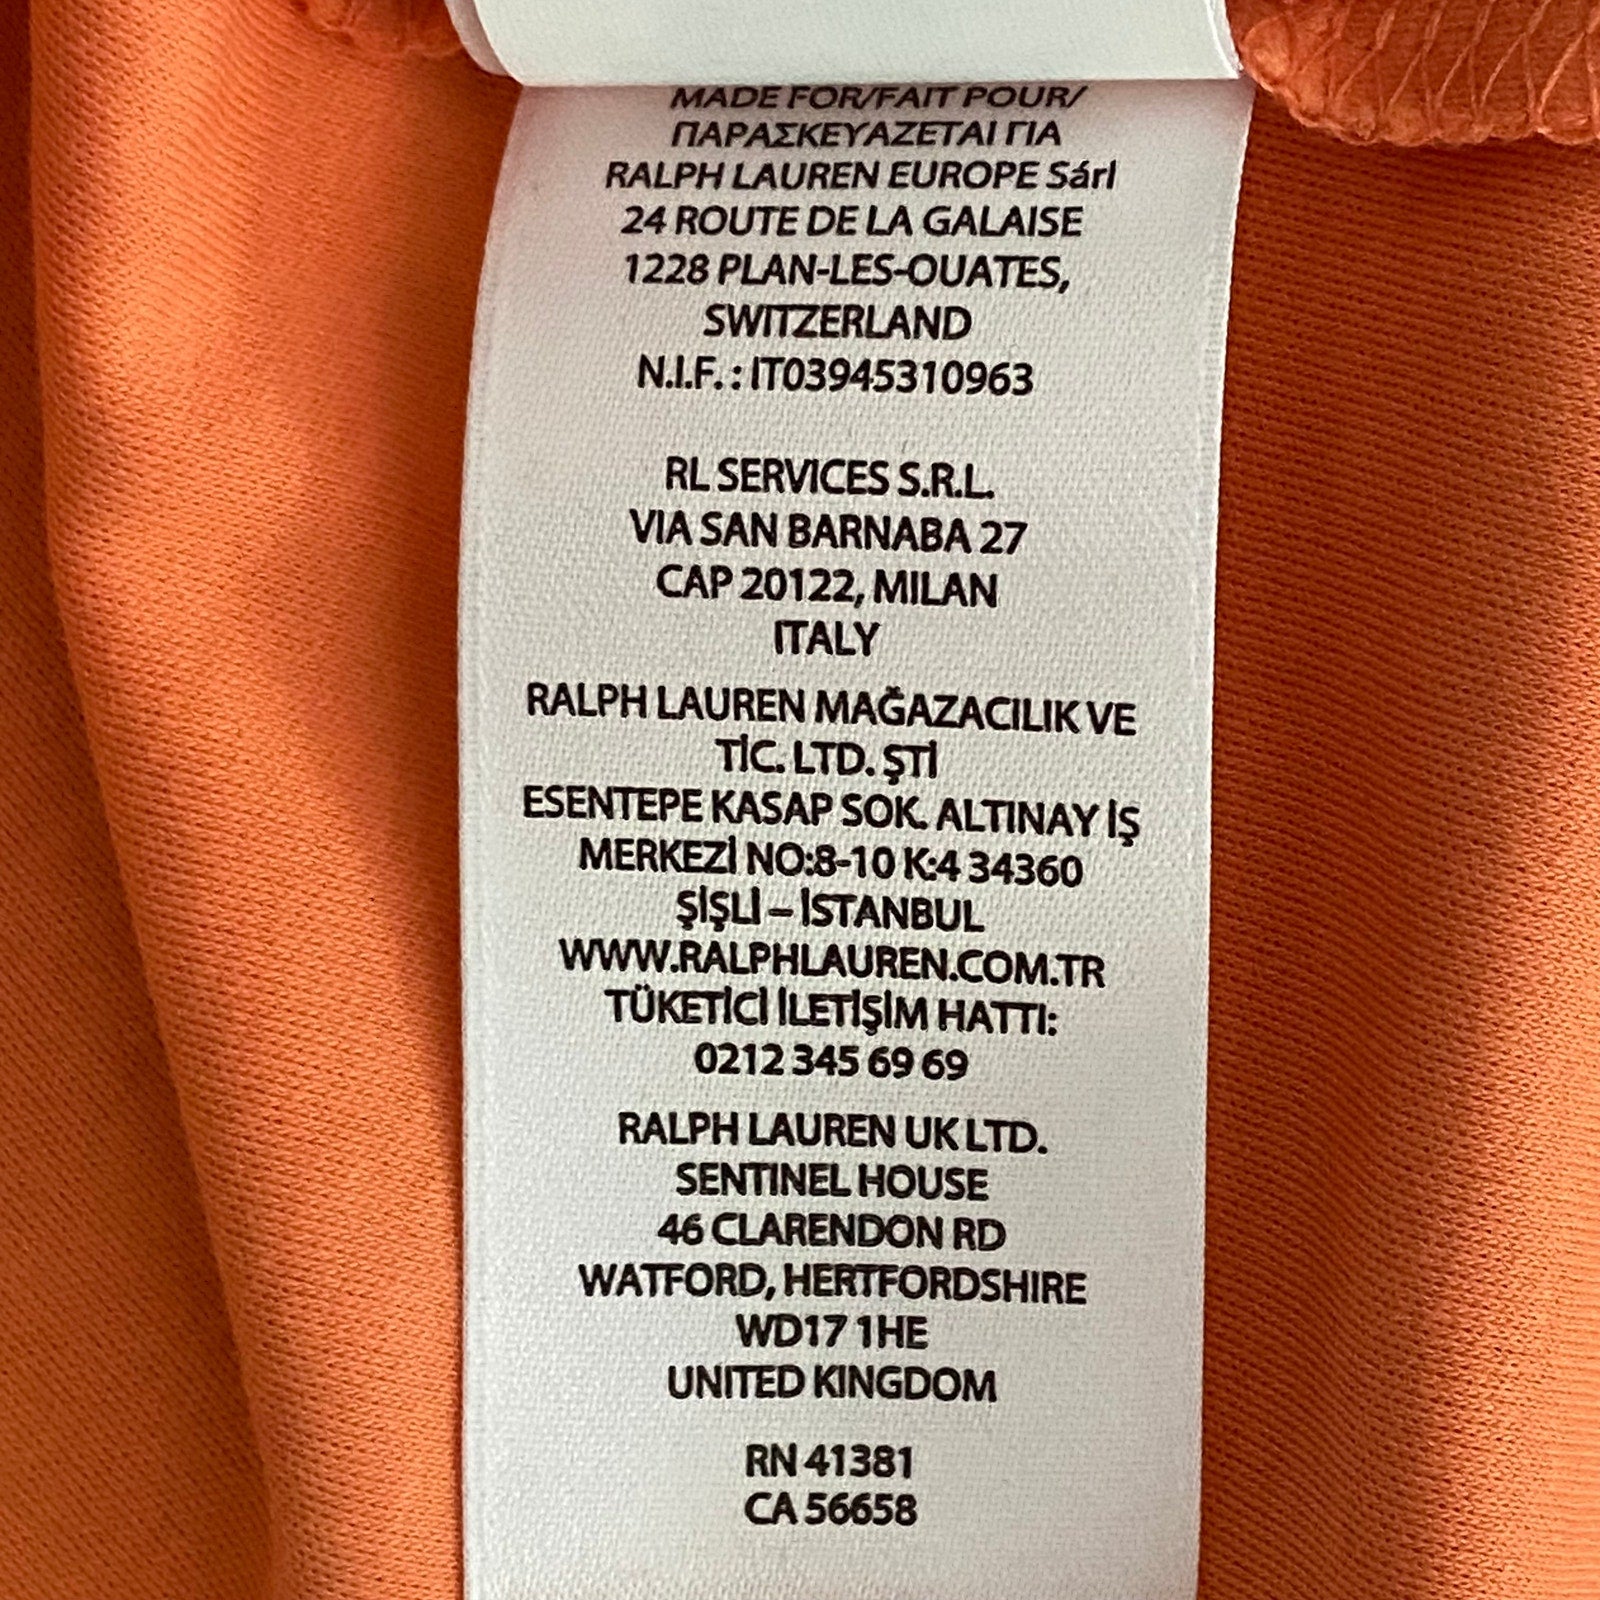 MADE FOR/FAIT POUR/
ΠΑΡΑΣΚΕΥΑΖΕΤΑΙ ΓΙΑ
RALPH LAUREN EUROPE Sárl
24 ROUTE DE LA GALAISE
1228 PLAN-LES-OUATES,
SWITZERLAND
N.I.F. : IT03945310963
RL SERVICES S.R.L.
VIA SAN BARNABA 27
CAP 20122, MILAN
ITALY
RALPH LAUREN MAĞAZACILIK VE
TİC. LTD. ŞTİ
ESENTEPE KASAP SOK. ALTINAY İŞ
MERKEZİ NO:8-10 K:4 34360
ŞİŞLİ – İSTANBUL
WWW.RALPHLAUREN.COM.TR
TÜKETİCİ İLETİŞİM HATTI:
0212 345 69 69
RALPH LAUREN UK LTD.
SENTINEL HOUSE
46 CLARENDON RD
WATFORD, HERTFORDSHIRE
WD17 1HE
UNITED KINGDOM
RN 41381
CA 56658